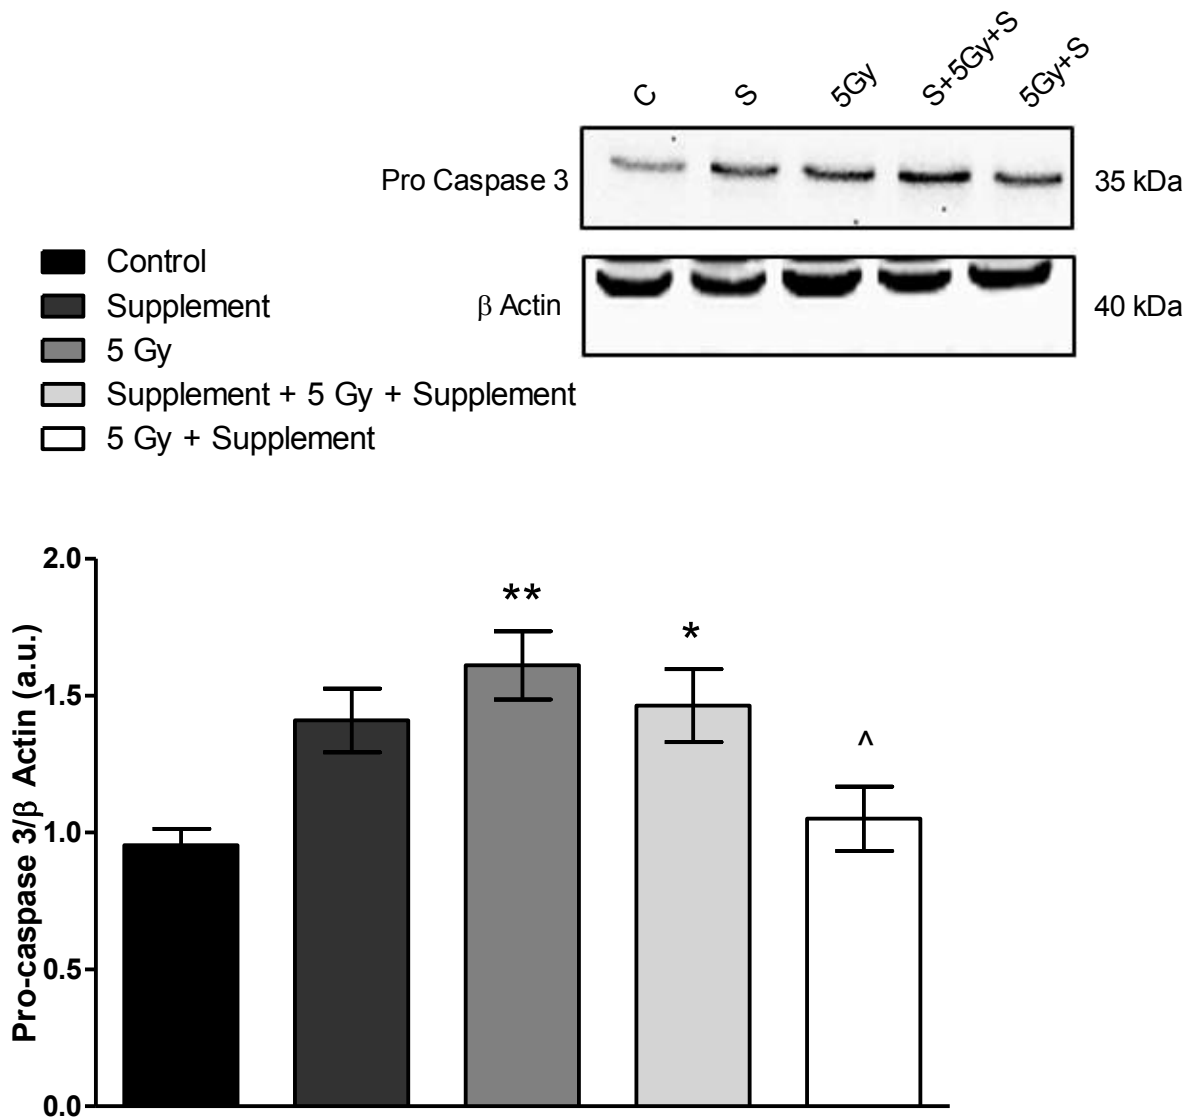 C S 5Gy S+5Gy+S 5Gy+S
Pro Caspase 3 35 kDa
β Actin 40 kDa
Control
Supplement
5 Gy
Supplement + 5 Gy + Supplement
5 Gy + Supplement
Pro-caspase 3/β Actin (a.u.)
2.0
1.5
1.0
0.5
0.0
**
*
^